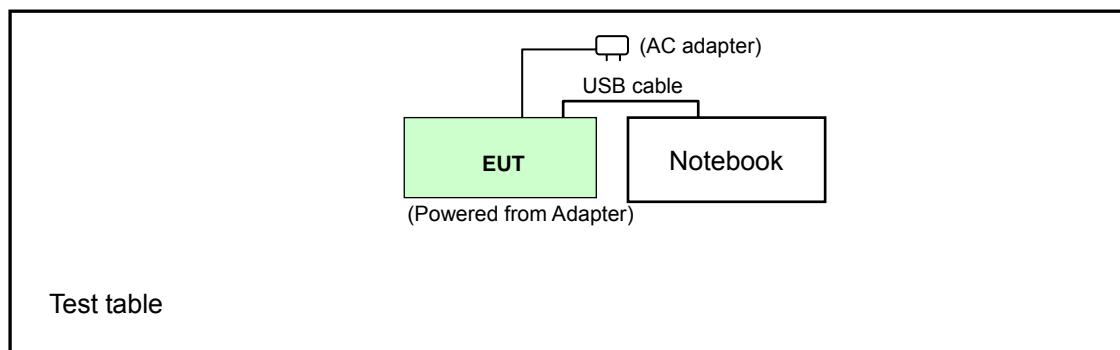 (AC adapter)
USB cable
EUT
Notebook
(Powered from Adapter)
Test table